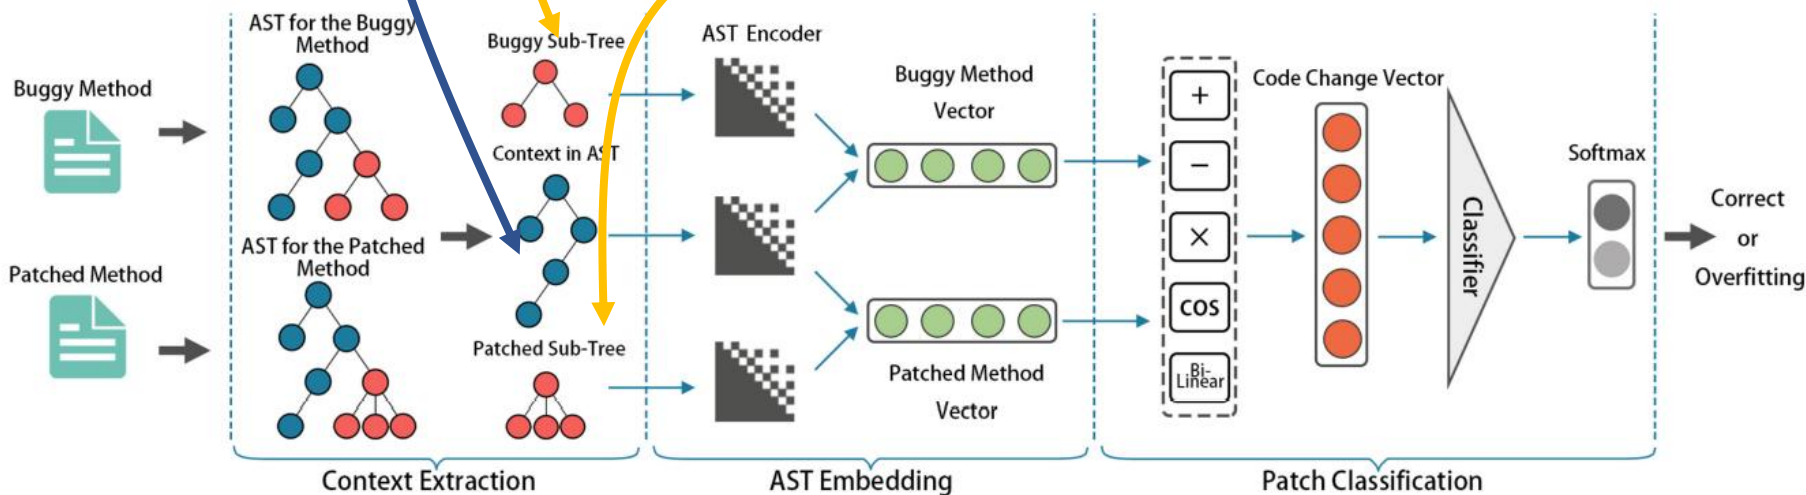 Buggy Method
Patched Method
AST for the Buggy
Method
AST for the Patched
Method
Buggy Sub-Tree
Context in AST
Patched Sub-Tree
Context Extraction
AST Encoder
Buggy Method
Vector
Patched Method
Vector
AST Embedding
+
−
×
COS
Bi-
Linear
Code Change Vector
Classifier
Softmax
Patch Classification
Correct
or
Overfitting